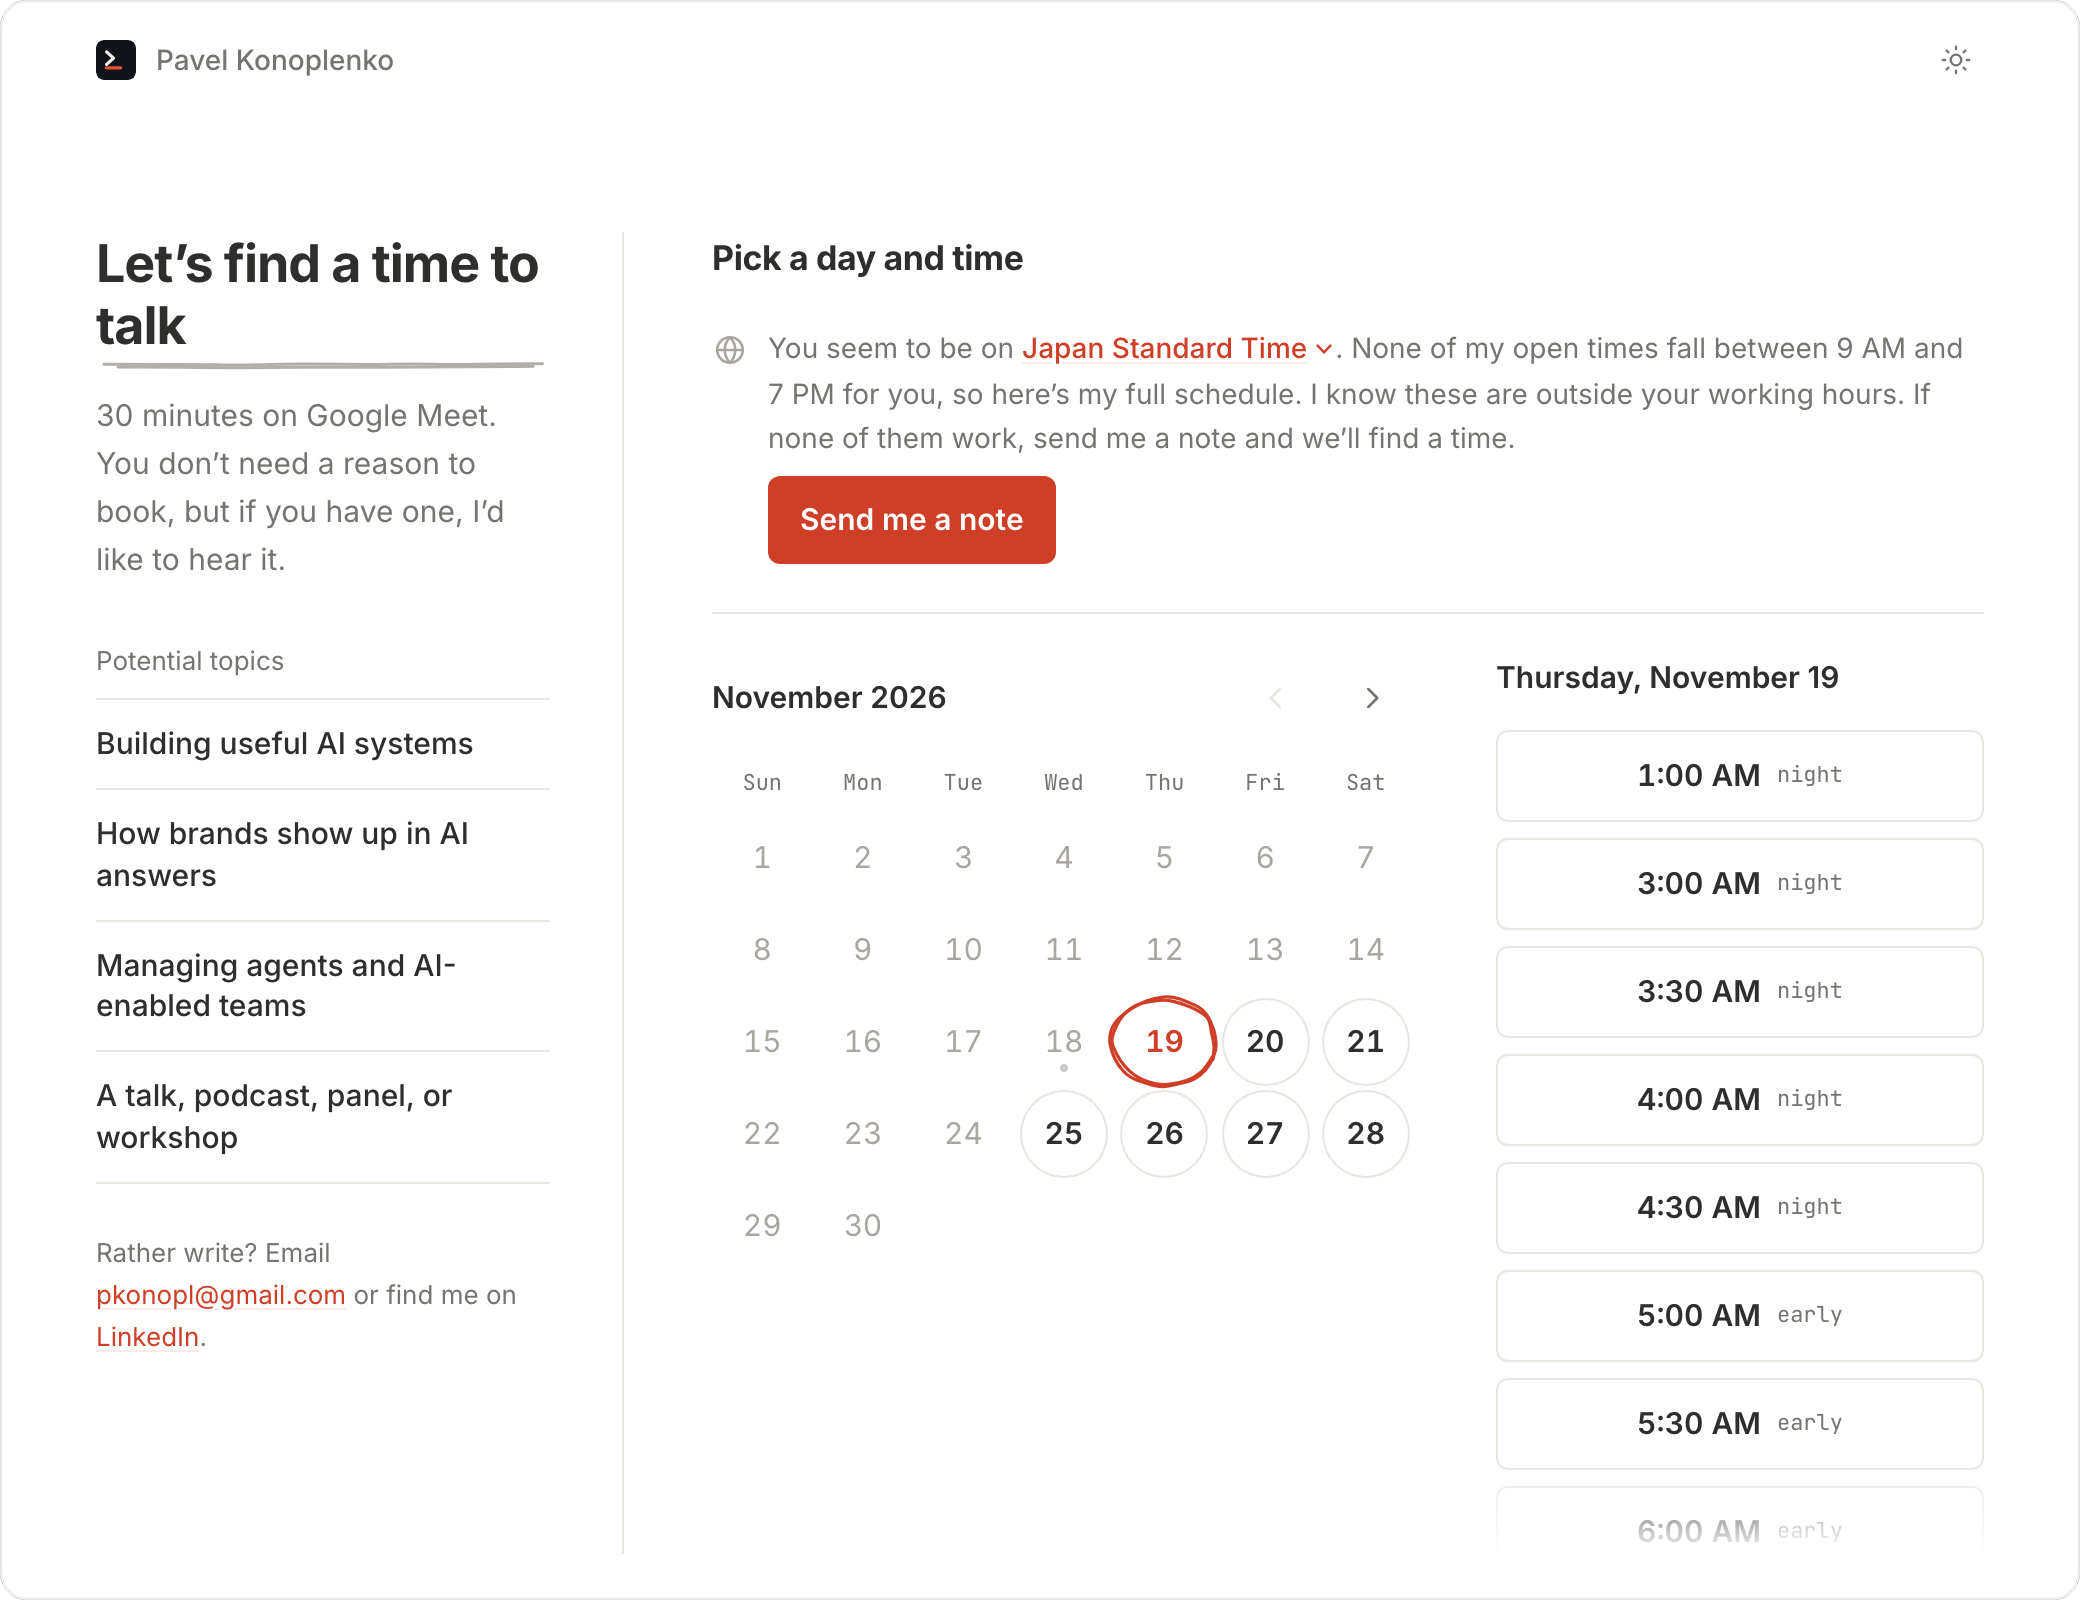 Pavel Konoplenko
Let’s find a time to
talk
30 minutes on Google Meet.
You don’t need a reason to
book, but if you have one, I’d
like to hear it.
Potential topics
Building useful AI systems
How brands show up in AI
answers
Managing agents and AI-
enabled teams
A talk, podcast, panel, or
workshop
Rather write? Email
pkonopl@gmail.com or find me on
LinkedIn.
Pick a day and time
You seem to be on Japan Standard Time. None of my open times fall between 9 AM and
7 PM for you, so here’s my full schedule. I know these are outside your working hours. If
none of them work, send me a note and we’ll find a time.
Send me a note
November 2026
Sun Mon Tue Wed Thu Fri Sat
1 2 3 4 5 6 7
8 9 10 11 12 13 14
15 16 17 18 19 20 21
22 23 24 25 26 27 28
29 30
Thursday, November 19
1:00 AM night
3:00 AM night
3:30 AM night
4:00 AM night
4:30 AM night
5:00 AM early
5:30 AM early
6:00 AM early